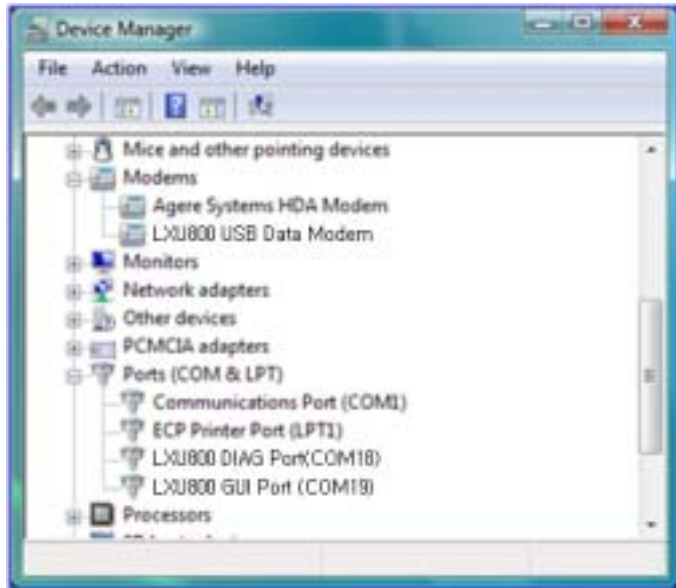 Device Manager
File Action View Help
Mice and other pointing devices
Modems
Agere Systems HDA Modem
LXU800 USB Data Modem
Monitors
Network adapters
Other devices
PCMCIA adapters
Ports (COM & LPT)
Communications Port (COM1)
ECP Printer Port (LPT1)
LXU800 DIAG Port(COM18)
LXU800 GUI Port (COM19)
Processors